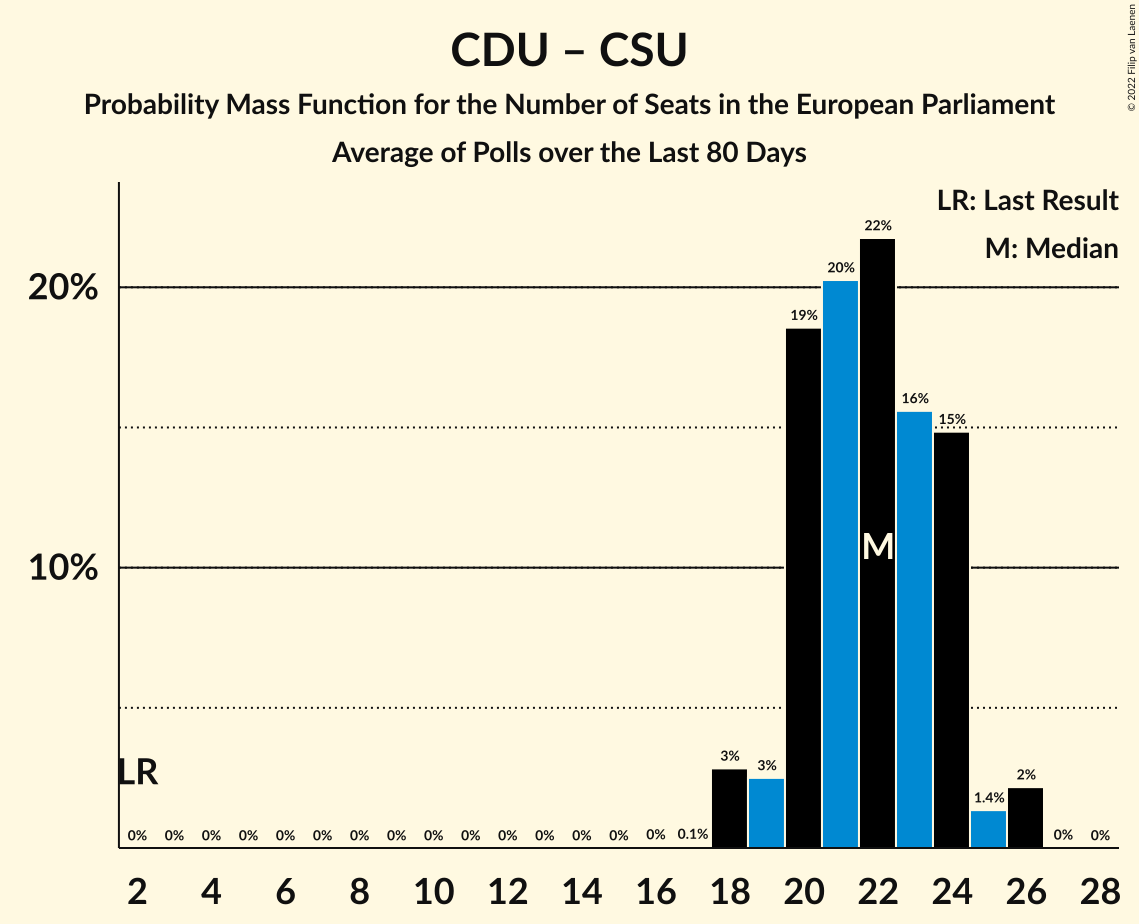 CDU – CSU
Probability Mass Function for the Number of Seats in the European Parliament
Average of Polls over the Last 80 Days
© 2022 Filip van Laenen
LR: Last Result
M: Median
20%
10%
22%
20%
19%
16%
15%
M
LR
3%
3%
2%
1.4%
0% 0% 0% 0% 0% 0% 0% 0% 0% 0% 0% 0% 0% 0% 0% 0.1% 0% 0%
2 4 6 8 10 12 14 16 18 20 22 24 26 28